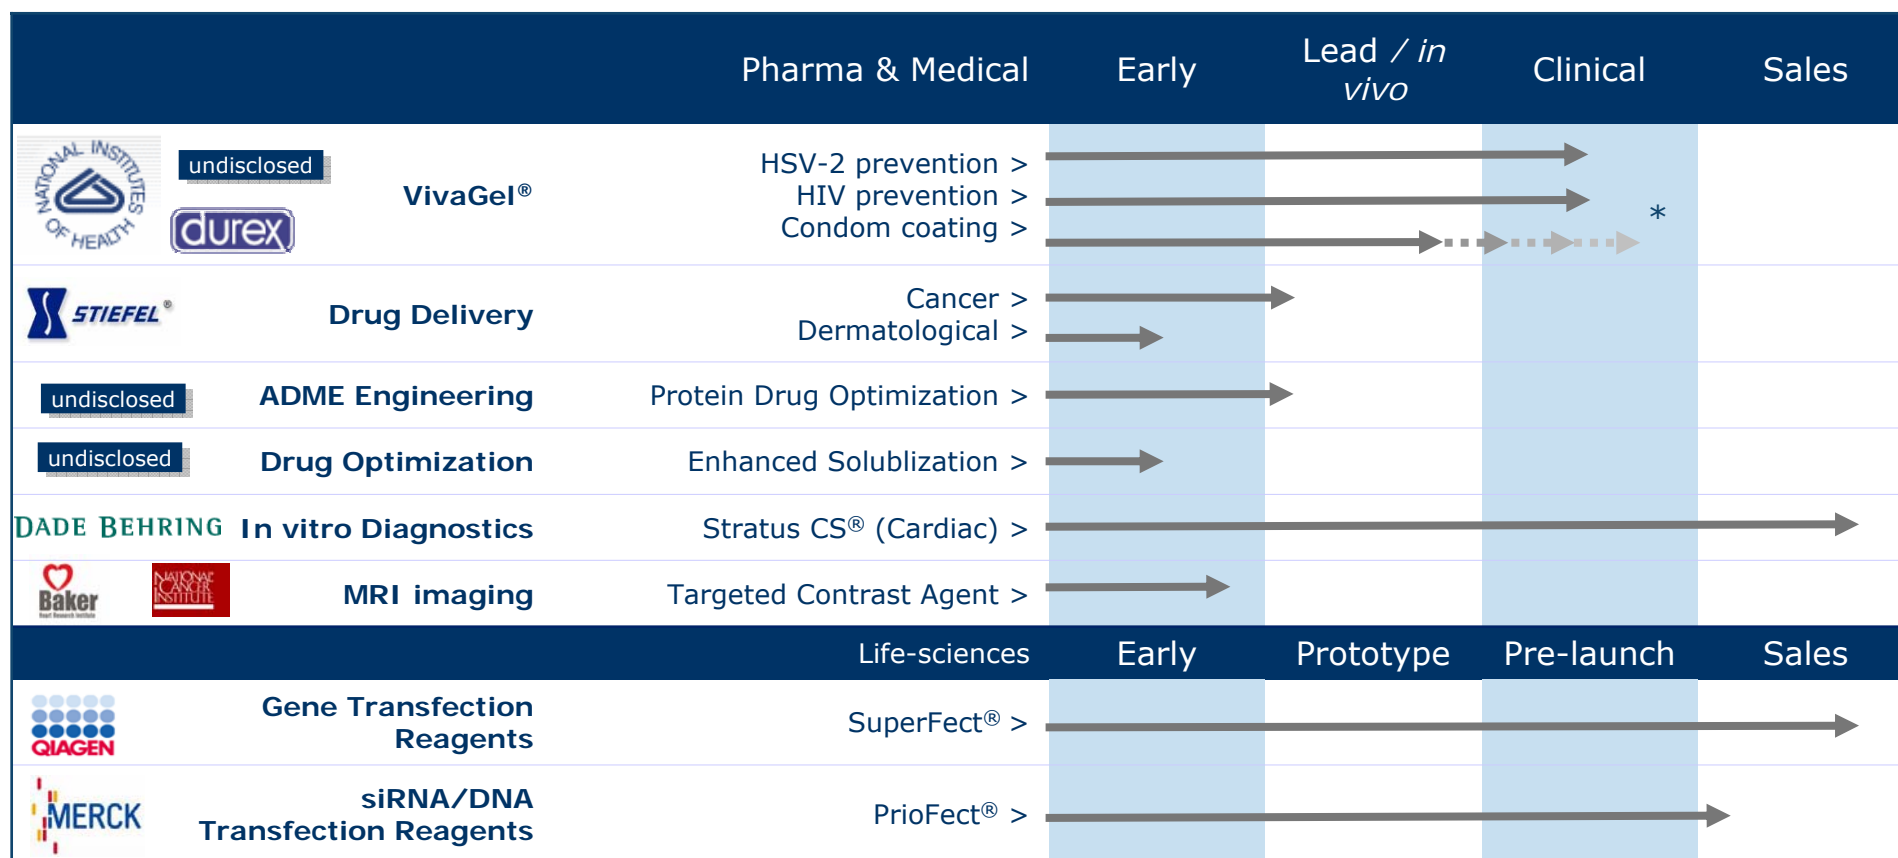 Pharma & Medical Early Lead / in vivo Clinical Sales
NATIONAL INSTITUTES OF HEALTH
undisclosed
durex
VivaGel®
HSV-2 prevention >
HIV prevention >
Condom coating >
*
STIEFEL®
Drug Delivery
Cancer >
Dermatological >
undisclosed
ADME Engineering
Protein Drug Optimization >
undisclosed
Drug Optimization
Enhanced Solublization >
DADE BEHRING
In vitro Diagnostics
Stratus CS® (Cardiac) >
Baker
Heart Research Institute
NATIONAL
CANCER
INSTITUTE
MRI imaging
Targeted Contrast Agent >
Life-sciences Early Prototype Pre-launch Sales
QIAGEN
Gene Transfection
Reagents
SuperFect® >
MERCK
siRNA/DNA
Transfection Reagents
PrioFect® >